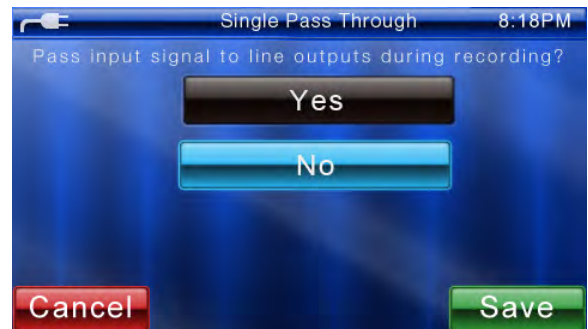 Single Pass Through 8:18PM
Pass input signal to line outputs during recording?
Yes
No
Cancel Save